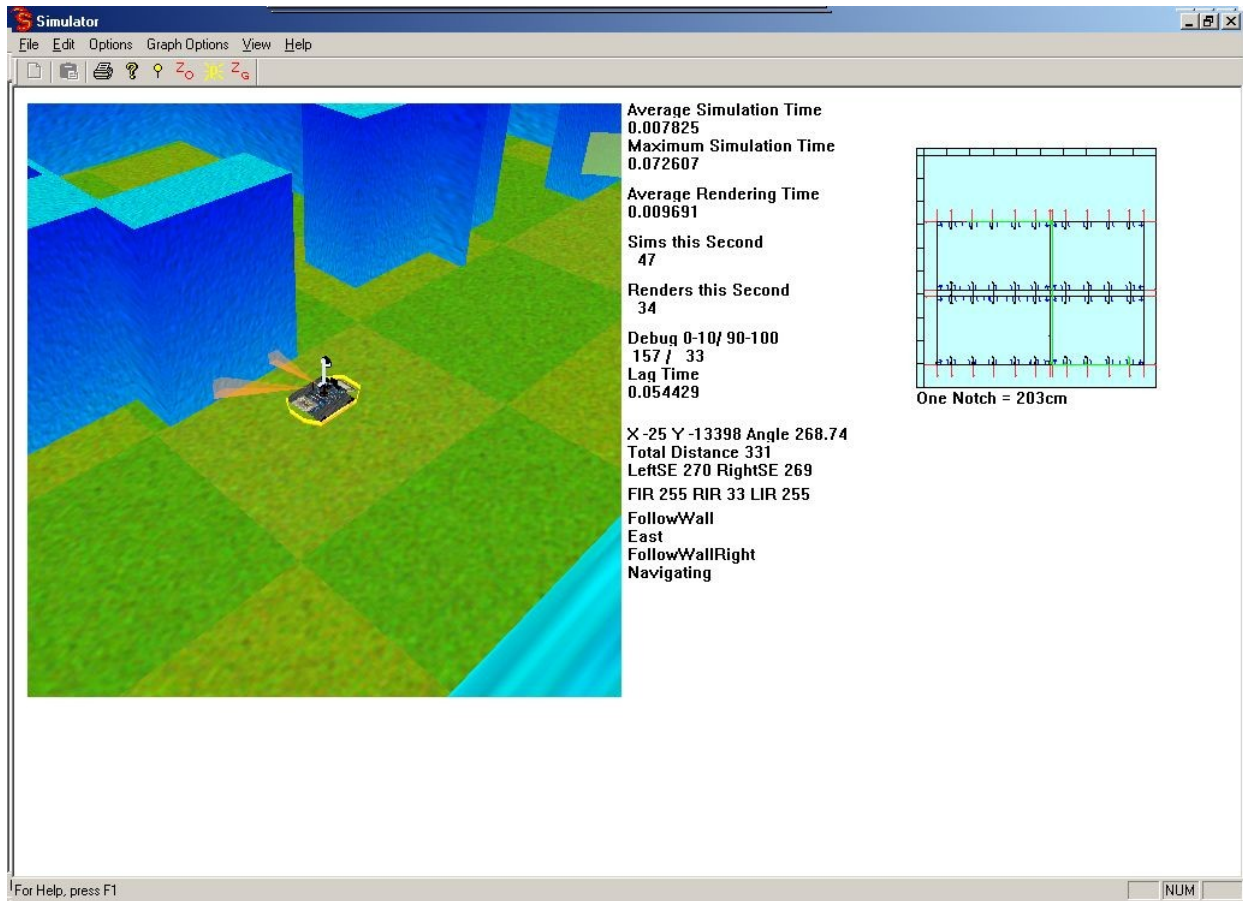 Simulator
File Edit Options Graph Options View Help
Z O Z G
Average Simulation Time
0.007825
Maximum Simulation Time
0.072607
Average Rendering Time
0.009691
Sims this Second
47
Renders this Second
34
Debug 0-10/ 90-100
157 / 33
Lag Time
0.054429
X -25 Y -13398 Angle 268.74
Total Distance 331
LeftSE 270 RightSE 269
FIR 255 RIR 33 LIR 255
FollowWall
East
FollowWallRight
Navigating
One Notch = 203cm
For Help, press F1
NUM